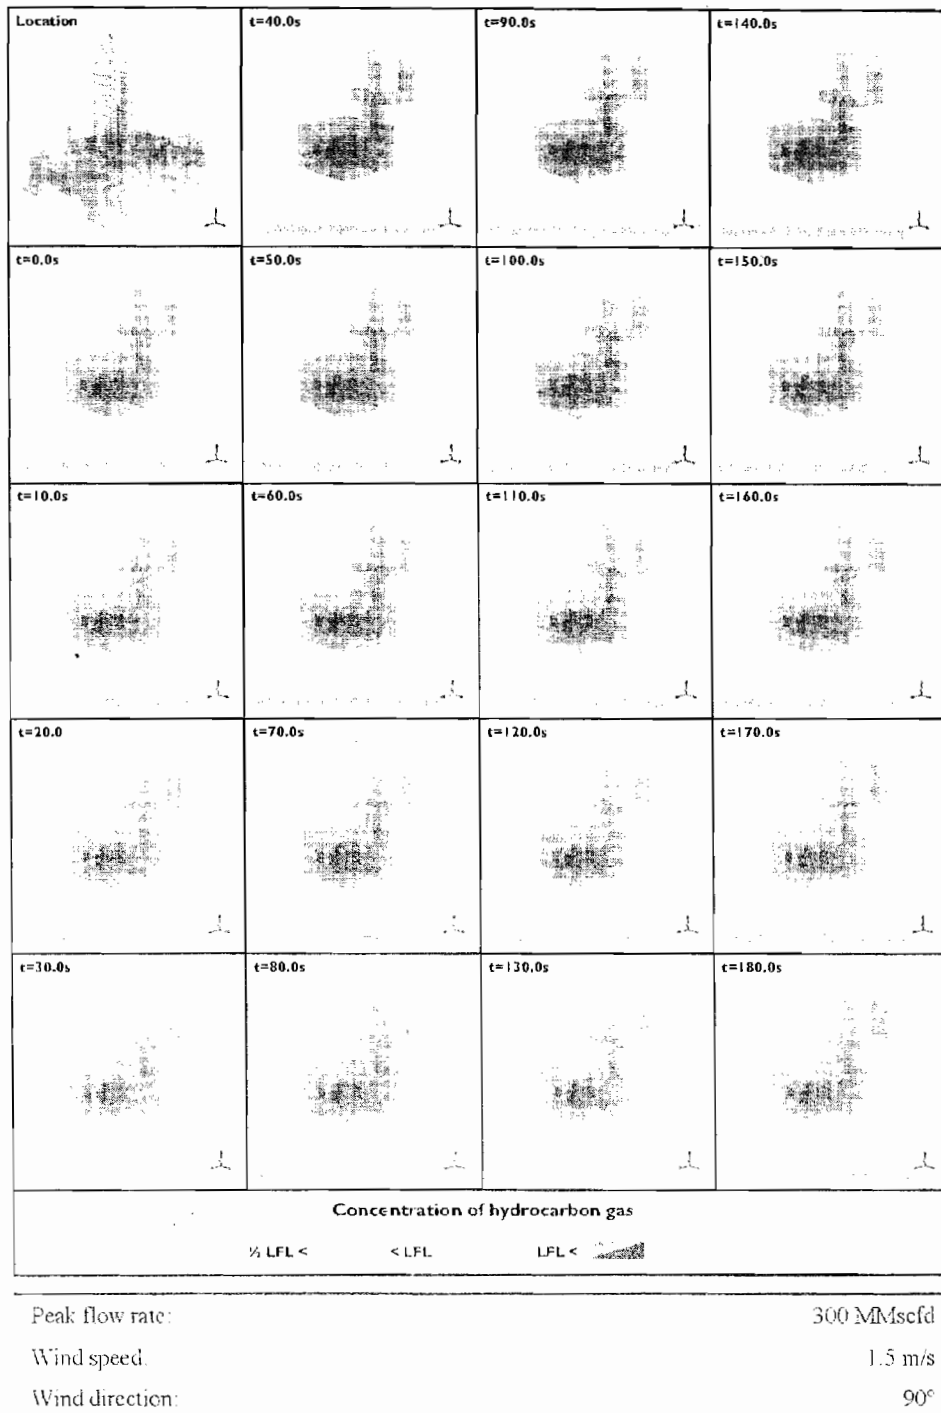 Location t=40.0s t=90.0s t=140.0s
t=0.0s t=50.0s t=100.0s t=150.0s
t=10.0s t=60.0s t=110.0s t=160.0s
t=20.0 t=70.0s t=120.0s t=170.0s
t=30.0s t=80.0s t=130.0s t=180.0s
Concentration of hydrocarbon gas
½ LFL < < LFL LFL <
Peak flow rate: 300 MMscfd
Wind speed: 1.5 m/s
Wind direction: 90°